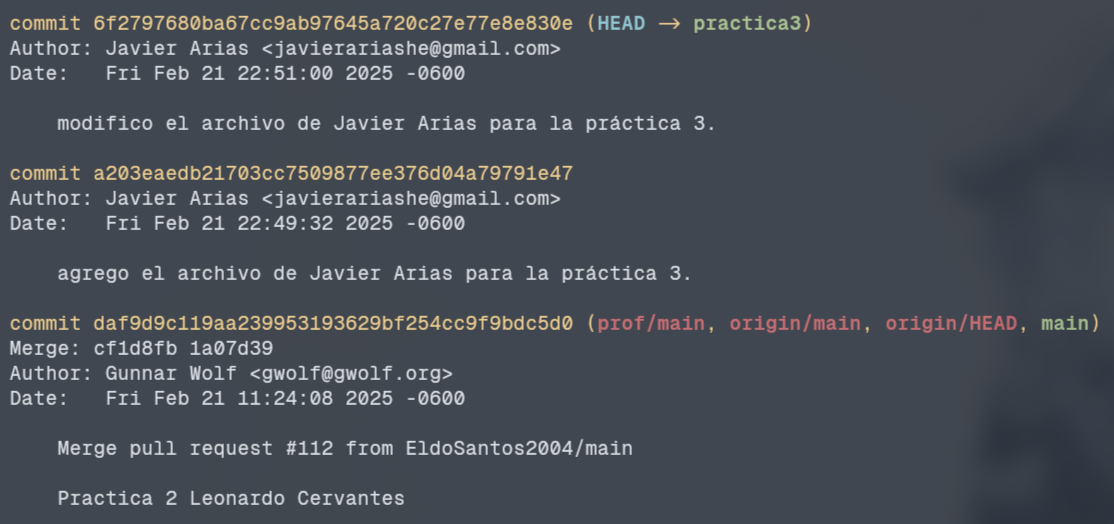 commit 6f2797680ba67cc9ab97645a720c27e77e8e830e (HEAD → practica3)
Author: Javier Arias <javierariashe@gmail.com>
Date:   Fri Feb 21 22:51:00 2025 -0600
modifico el archivo de Javier Arias para la práctica 3.
commit a203eaedb21703cc7509877ee376d04a79791e47
Author: Javier Arias <javierariashe@gmail.com>
Date:   Fri Feb 21 22:49:32 2025 -0600
agrego el archivo de Javier Arias para la práctica 3.
commit daf9d9c119aa239953193629bf254cc9f9bdc5d0 (prof/main, origin/main, origin/HEAD, main)
Merge: cf1d8fb 1a07d39
Author: Gunnar Wolf <gwolf@gwolf.org>
Date:   Fri Feb 21 11:24:08 2025 -0600
Merge pull request #112 from EldoSantos2004/main
Practica 2 Leonardo Cervantes